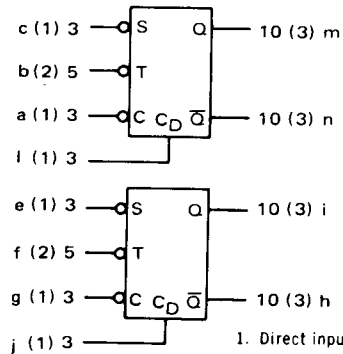 c (1) 3 S Q 10 (3) m
b (2) 5 T
a (1) 3 C C_D Q̅ 10 (3) n
l (1) 3
e (1) 3 S Q 10 (3) i
f (2) 5 T
g (1) 3 C C_D Q̅ 10 (3) h
j (1) 3
1. Direct inpu